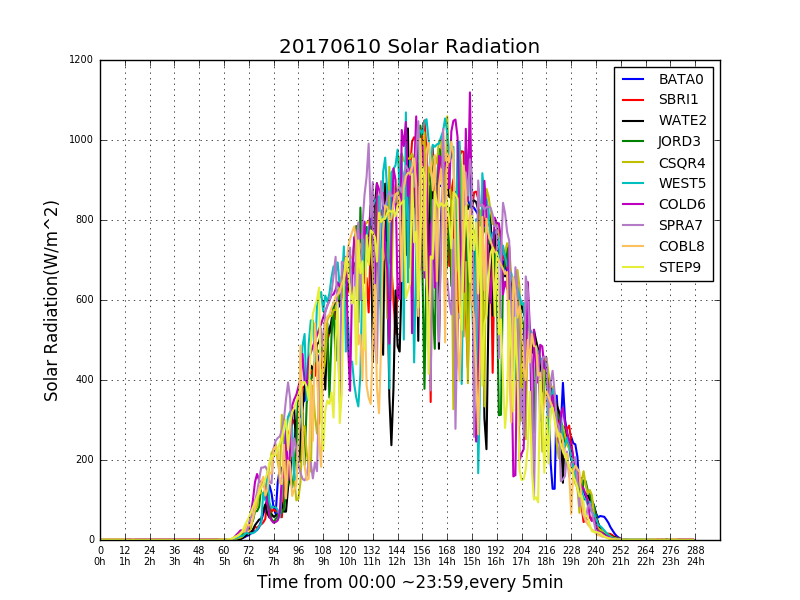 20170610 Solar Radiation
1200
1000
800
600
400
200
0
Solar Radiation(W/m^2)
BATA0
SBRI1
WATE2
JORD3
CSQR4
WEST5
COLD6
SPRA7
COBL8
STEP9
0 12 24 36 48 60 72 84 96 108 120 132 144 156 168 180 192 204 216 228 240 252 264 276 288
0h 1h 2h 3h 4h 5h 6h 7h 8h 9h 10h 11h 12h 13h 14h 15h 16h 17h 18h 19h 20h 21h 22h 23h 24h
Time from 00:00 ~23:59,every 5min